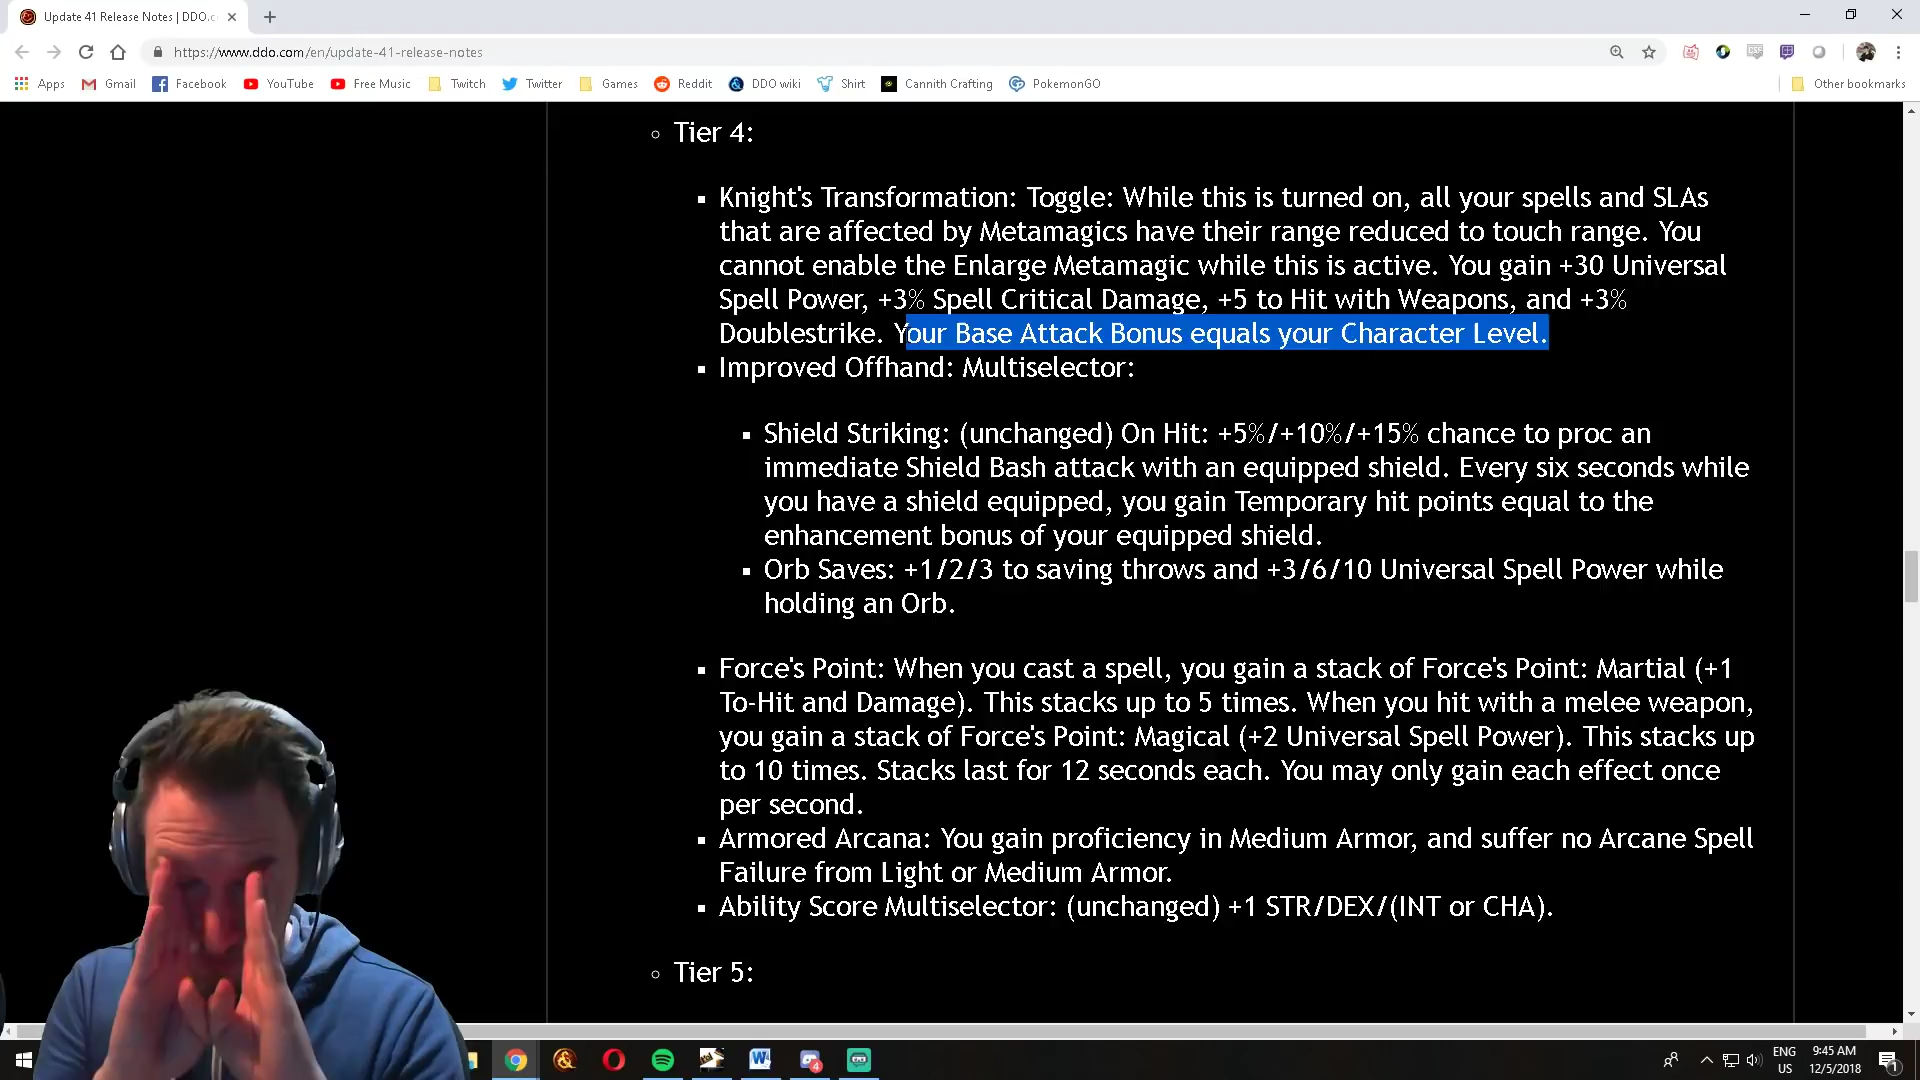 Update 41 Release Notes | DDO.c
https://www.ddo.com/en/update-41-release-notes
Apps Gmail Facebook YouTube Free Music Twitch Twitter Games Reddit DDO wiki Shirt Cannith Crafting PokemonGO Other bookmarks
Tier 4:
Knight's Transformation: Toggle: While this is turned on, all your spells and SLAs
that are affected by Metamagics have their range reduced to touch range. You
cannot enable the Enlarge Metamagic while this is active. You gain +30 Universal
Spell Power, +3% Spell Critical Damage, +5 to Hit with Weapons, and +3%
Doublestrike. Your Base Attack Bonus equals your Character Level.
Improved Offhand: Multiselector:
Shield Striking: (unchanged) On Hit: +5%/+10%/+15% chance to proc an
immediate Shield Bash attack with an equipped shield. Every six seconds while
you have a shield equipped, you gain Temporary hit points equal to the
enhancement bonus of your equipped shield.
Orb Saves: +1/2/3 to saving throws and +3/6/10 Universal Spell Power while
holding an Orb.
Force's Point: When you cast a spell, you gain a stack of Force's Point: Martial (+1
To-Hit and Damage). This stacks up to 5 times. When you hit with a melee weapon,
you gain a stack of Force's Point: Magical (+2 Universal Spell Power). This stacks up
to 10 times. Stacks last for 12 seconds each. You may only gain each effect once
per second.
Armored Arcana: You gain proficiency in Medium Armor, and suffer no Arcane Spell
Failure from Light or Medium Armor.
Ability Score Multiselector: (unchanged) +1 STR/DEX/(INT or CHA).
Tier 5:
ENG 9:45 AM
US 12/5/2018